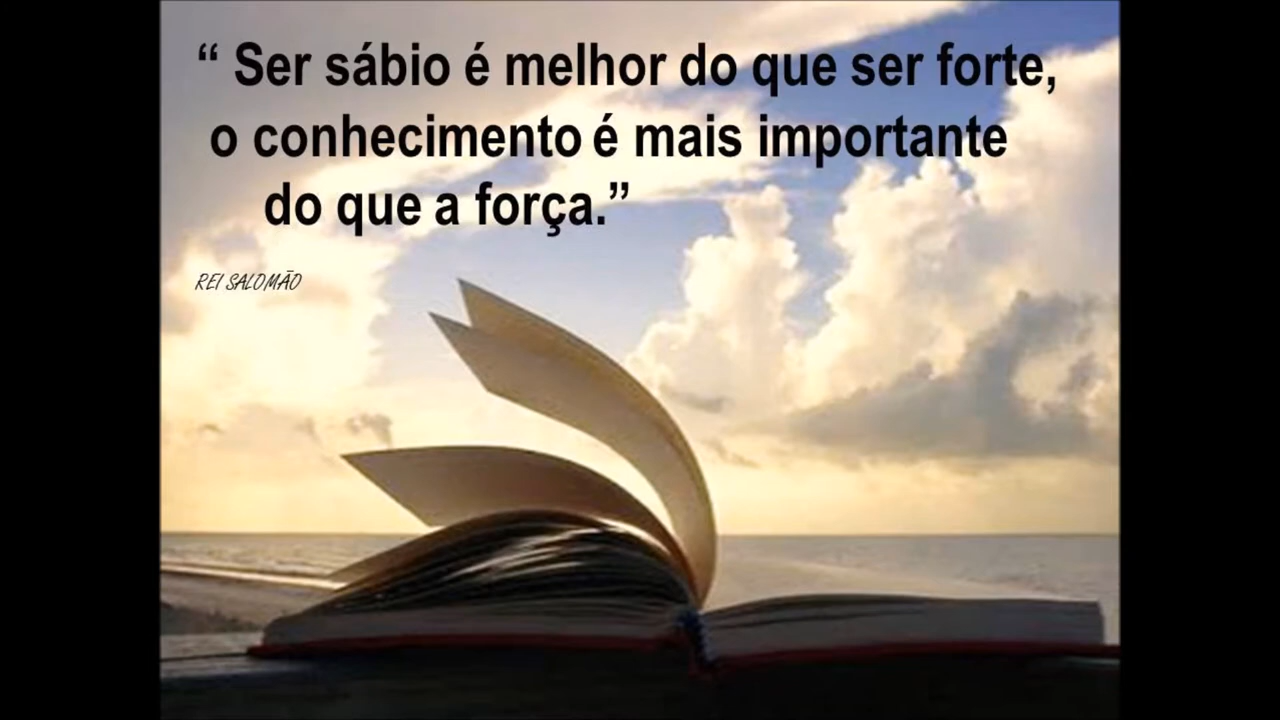 “ Ser sábio é melhor do que ser forte,
o conhecimento é mais importante
do que a força.”
REI SALOMÃO